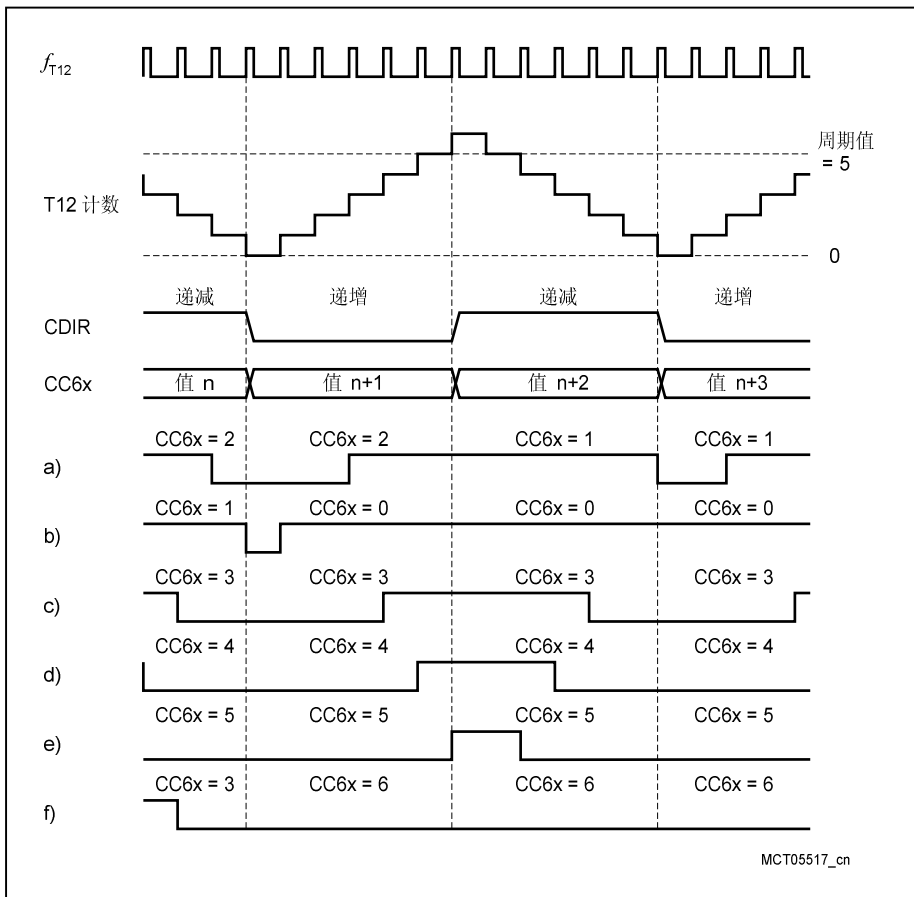 fT12
周期值
= 5
T12 计数
0
递减 递增 递减 递增
CDIR
CC6x 值 n 值 n+1 值 n+2 值 n+3
CC6x = 2 CC6x = 2 CC6x = 1 CC6x = 1
a)
CC6x = 1 CC6x = 0 CC6x = 0 CC6x = 0
b)
CC6x = 3 CC6x = 3 CC6x = 3 CC6x = 3
c)
CC6x = 4 CC6x = 4 CC6x = 4 CC6x = 4
d)
CC6x = 5 CC6x = 5 CC6x = 5 CC6x = 5
e)
CC6x = 3 CC6x = 6 CC6x = 6 CC6x = 6
f)
MCT05517_cn